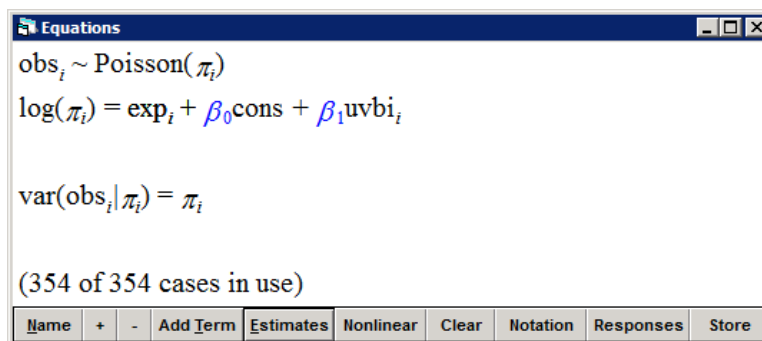 Equations
obsᵢ ~ Poisson(πᵢ)
log(πᵢ) = expᵢ + β₀cons + β₁uvbiᵢ
var(obsᵢ|πᵢ) = πᵢ
(354 of 354 cases in use)
Name + - Add Term Estimates Nonlinear Clear Notation Responses Store